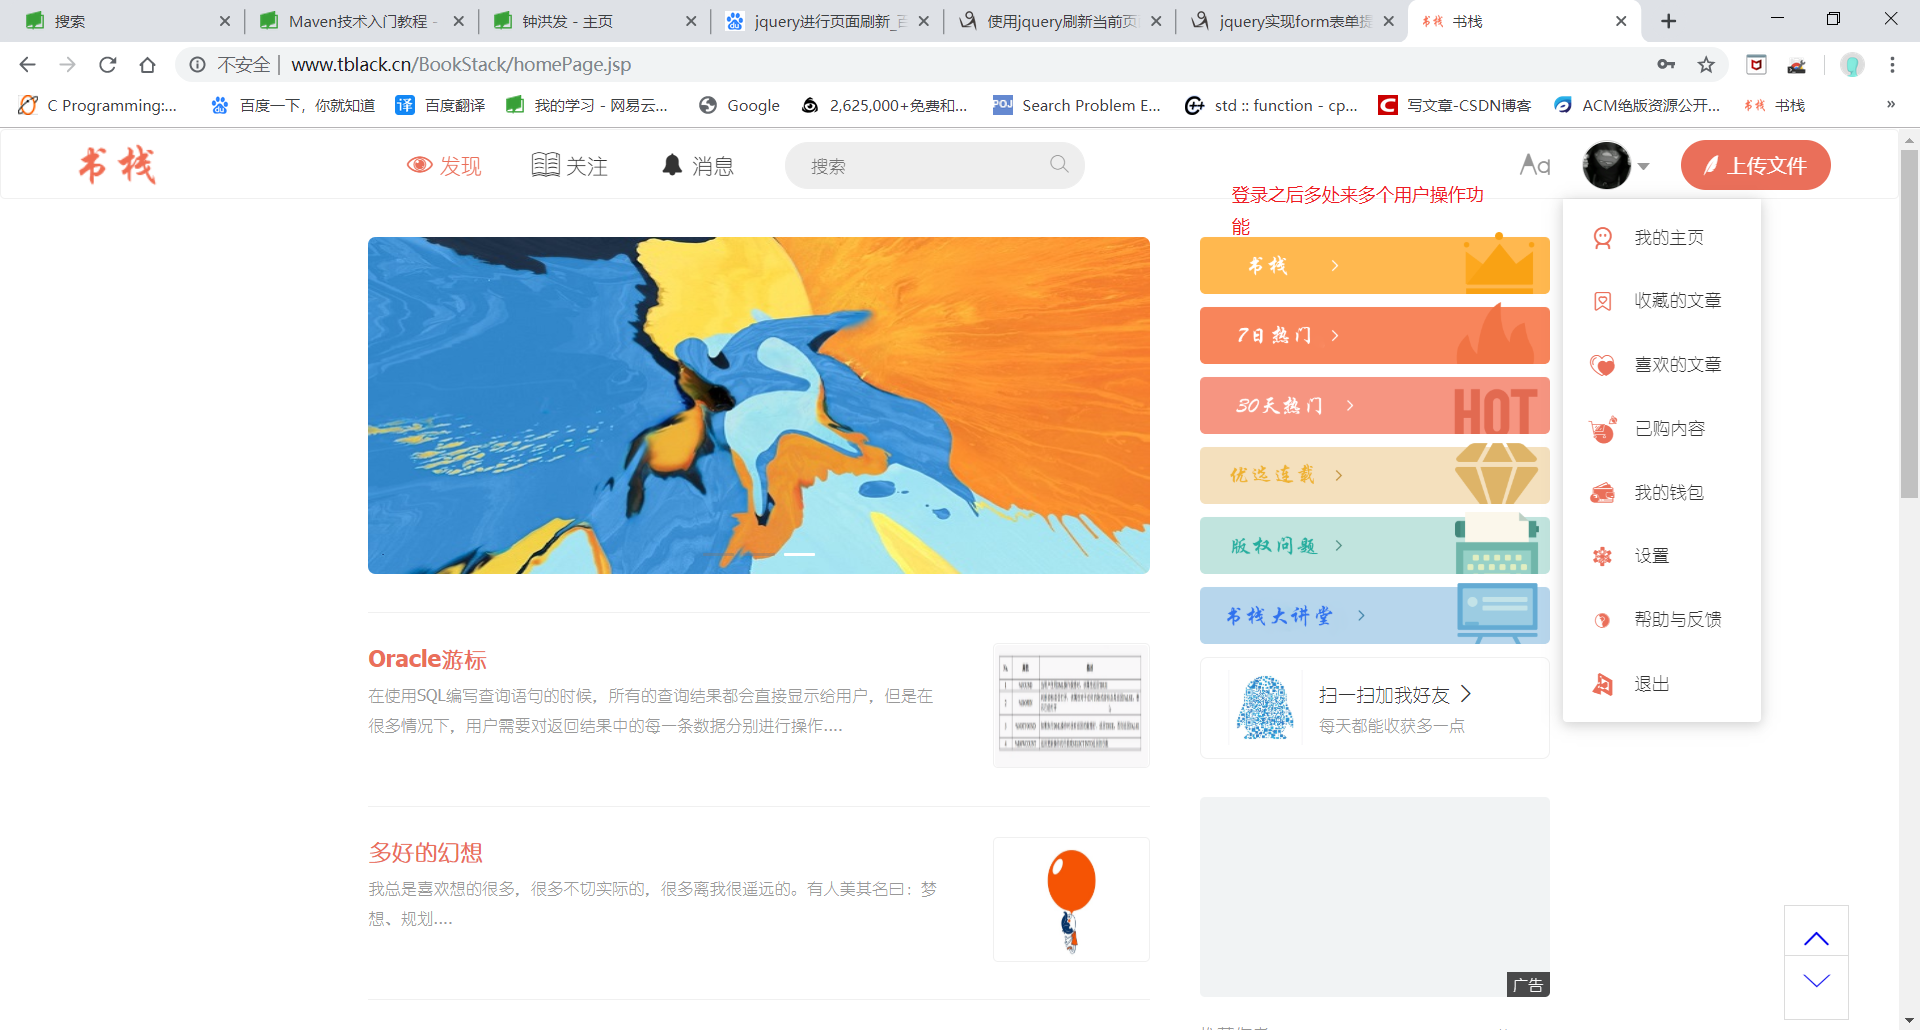 搜索
Maven技术入门教程 -
钟洪发 - 主页
jquery进行页面刷新_百
使用jquery刷新当前页
jquery实现form表单提
书栈 书栈
不安全 | www.tblack.cn/BookStack/homePage.jsp
C Programming:...
百度一下，你就知道
译 百度翻译
我的学习 - 网易云...
Google
2,625,000+免费和...
POJ Search Problem E...
std :: function - cp...
C 写文章-CSDN博客
ACM绝版资源公开...
书栈 书栈
»
书栈
发现
关注
消息
搜索
Aa
上传文件
登录之后多处来多个用户操作功
能
书栈 >
7日热门 >
30天热门 >
HOT
优选连载 >
版权问题 >
书栈大讲堂 >
扫一扫加我好友 >
每天都能收获多一点
我的主页
收藏的文章
喜欢的文章
已购内容
我的钱包
设置
帮助与反馈
退出
Oracle游标
在使用SQL编写查询语句的时候，所有的查询结果都会直接显示给用户，但是在
很多情况下，用户需要对返回结果中的每一条数据分别进行操作....
多好的幻想
我总是喜欢想的很多，很多不切实际的，很多离我很遥远的。有人美其名曰：梦
想、规划....
广告